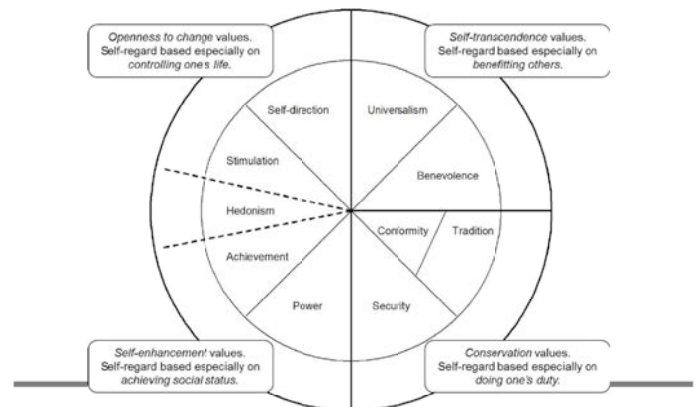 Openness to change values.
Self-regard based especially on
controlling one's life.
Self-transcendence values.
Self-regard based especially on
benefitting others.
Self-direction
Universalism
Stimulation
Benevolence
Hedonism
Conformity
Tradition
Achievement
Power
Security
Self-enhancement values.
Self-regard based especially on
achieving social status.
Conservation values.
Self-regard based especially on
doing one's duty.